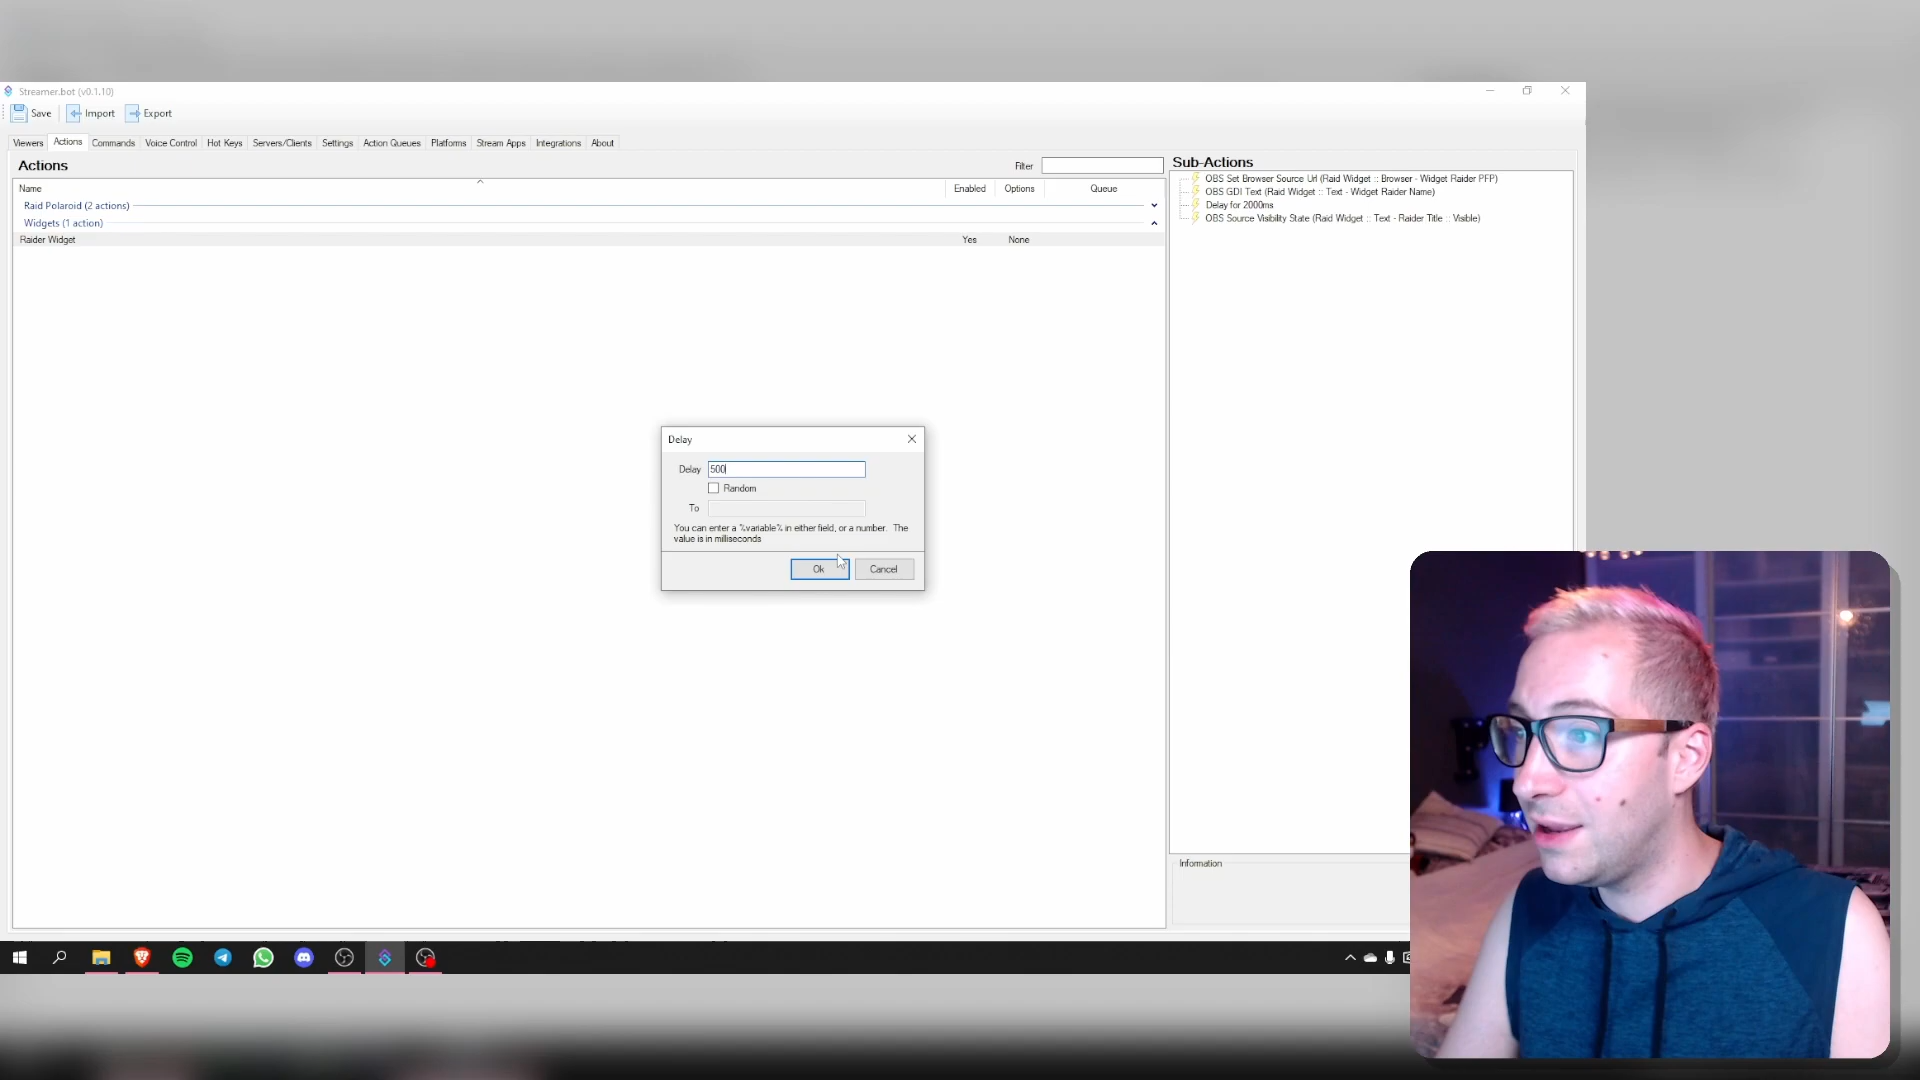 Streamer.bot (v0.1.10)
Save Import Export
Viewers Actions Commands Voice Control Hot Keys Servers/Clients Settings Action Queues Platforms Stream Apps Integrations About
Actions
Filter
Name Enabled Options Queue
Raid Polaroid (2 actions)
Widgets (1 action)
Raider Widget Yes None
Sub-Actions
OBS Set Browser Source Url (Raid Widget :: Browser - Widget Raider PFP)
OBS GDI Text (Raid Widget :: Text - Widget Raider Name)
Delay for 2000ms
OBS Source Visibility State (Raid Widget :: Text - Raider Title :: Visible)
Delay
Delay 500
Random
To
You can enter a %variable% in either field, or a number. The
value is in milliseconds
Ok Cancel
Information